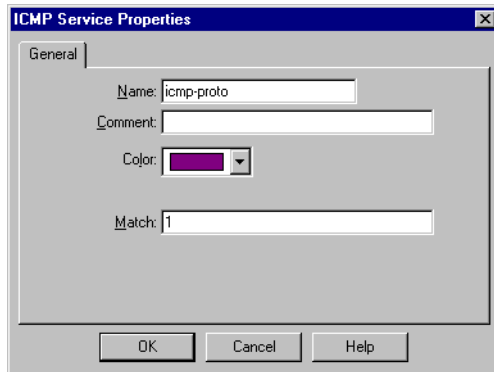 ICMP Service Properties
General
Name: icmp-proto
Comment:
Color:
Match: 1
OK Cancel Help